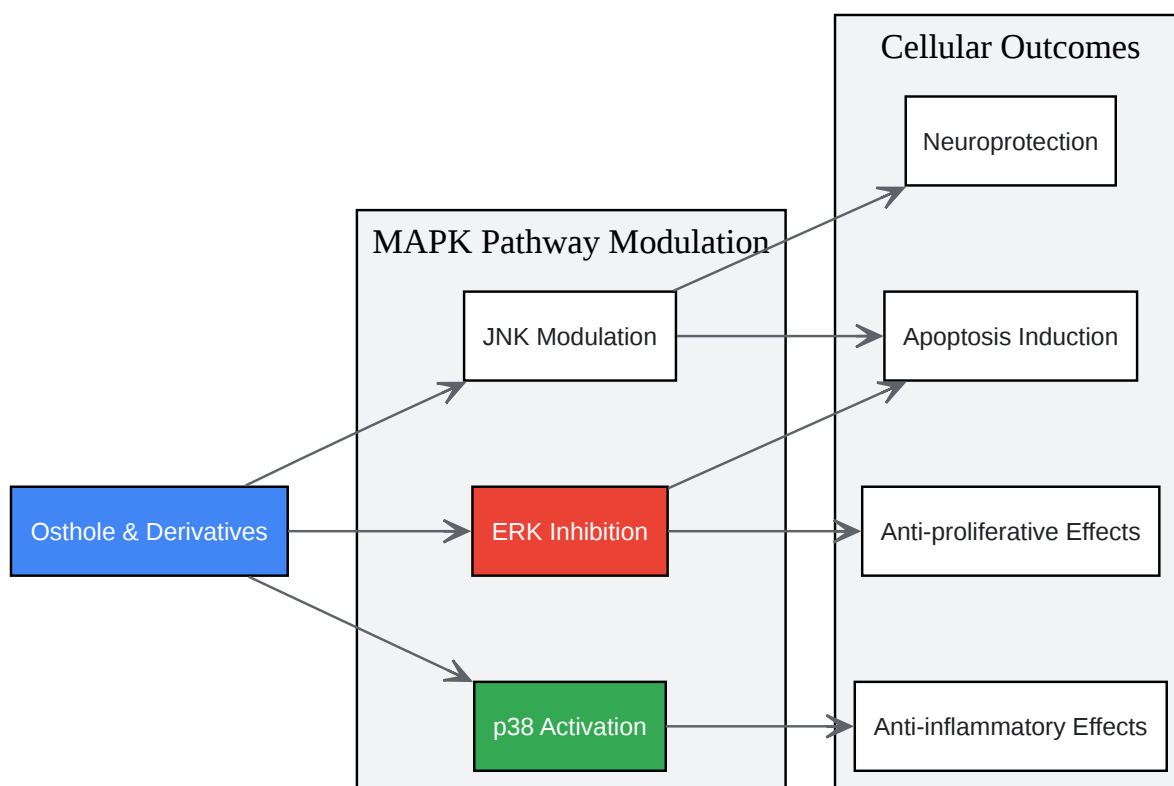 Cellular Outcomes
Neuroprotection
MAPK Pathway Modulation
JNK Modulation
Apoptosis Induction
Osthole & Derivatives
ERK Inhibition
Anti-proliferative Effects
p38 Activation
Anti-inflammatory Effects